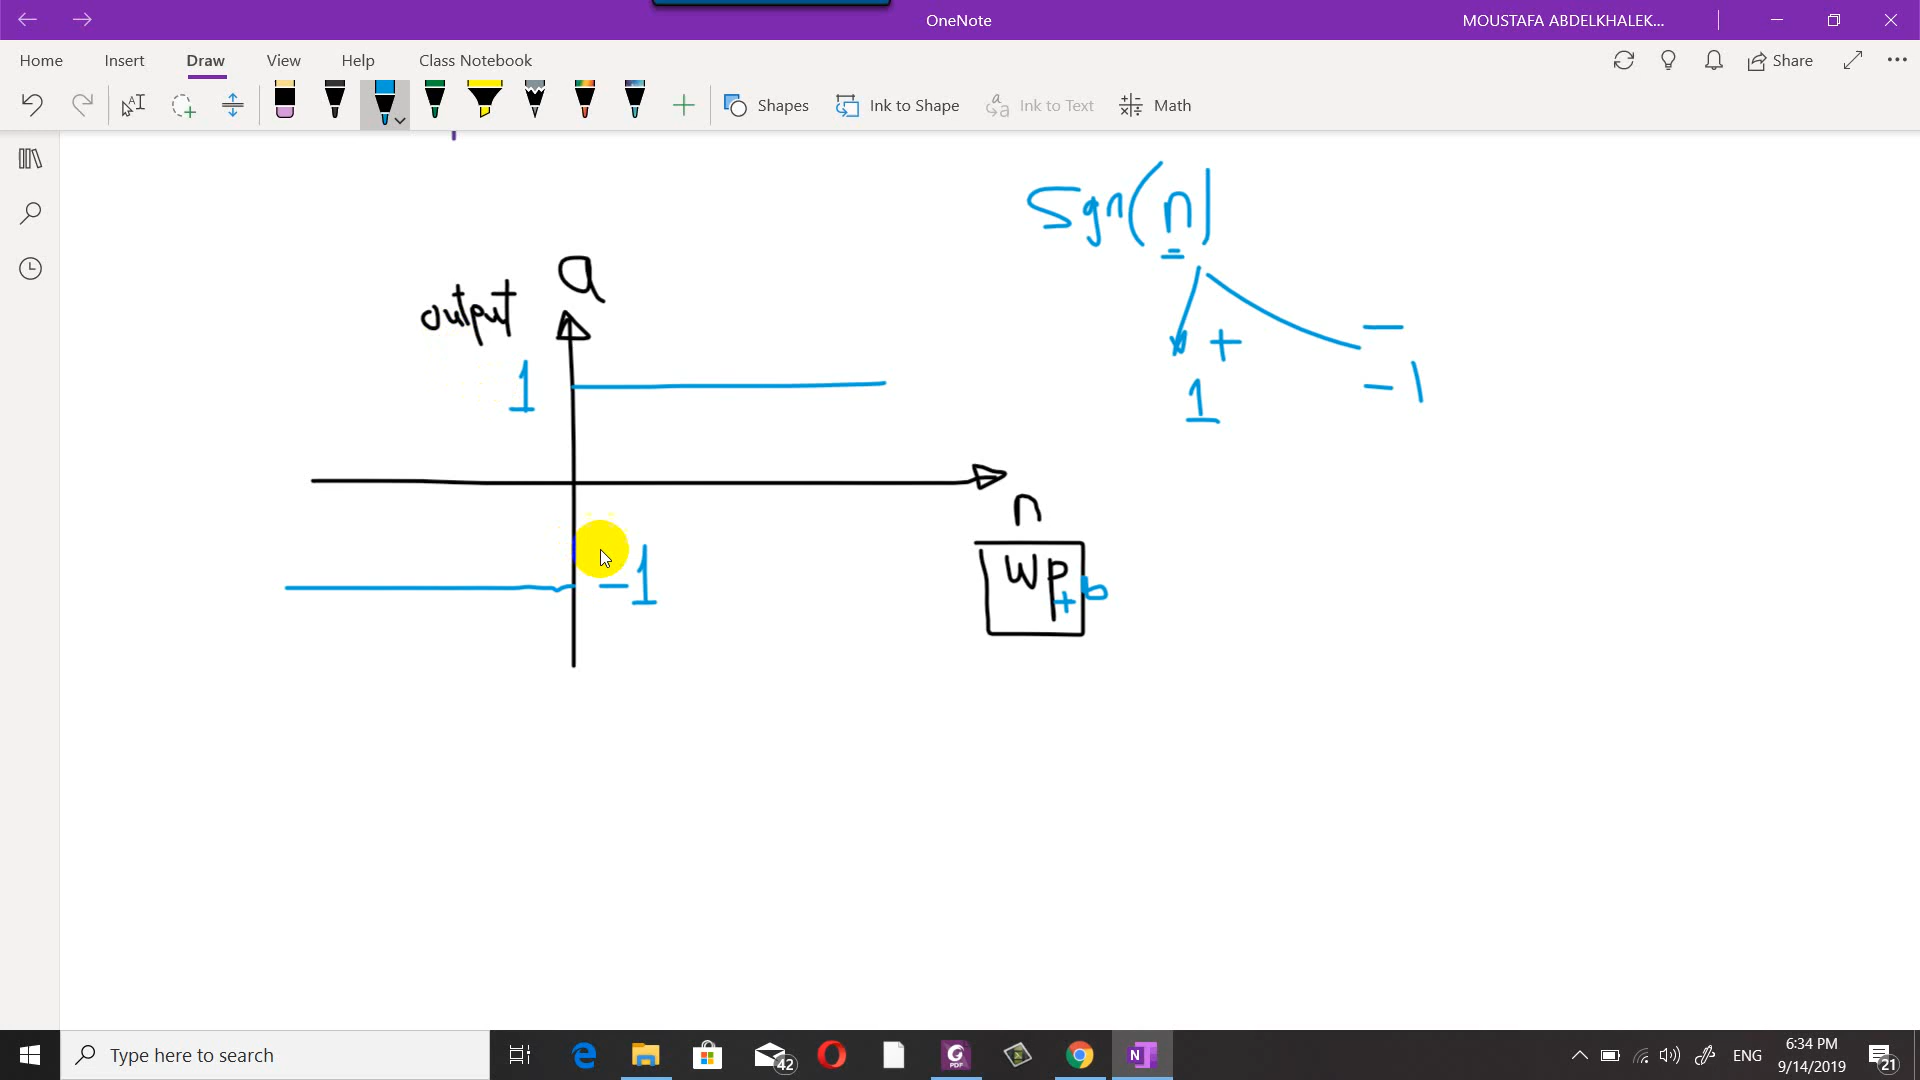 OneNote
MOUSTAFA ABDELKHALEK...
Home Insert Draw View Help Class Notebook
Share
Shapes Ink to Shape Ink to Text Math
Sgn(n)
a
output
+ −
1
1 −1
n
−1
Wp+b
Type here to search
42
PDF
N
ENG
6:34 PM
9/14/2019
21